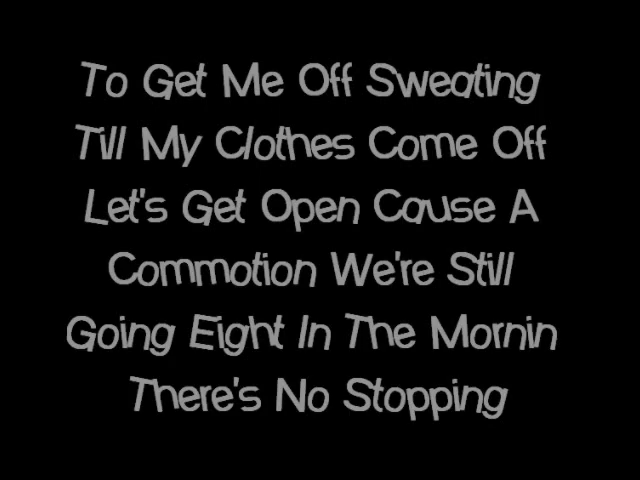 To Get Me Off Sweating
Till My Clothes Come Off
Let's Get Open Cause A
Commotion We're Still
Going Eight In The Mornin
There's No Stopping